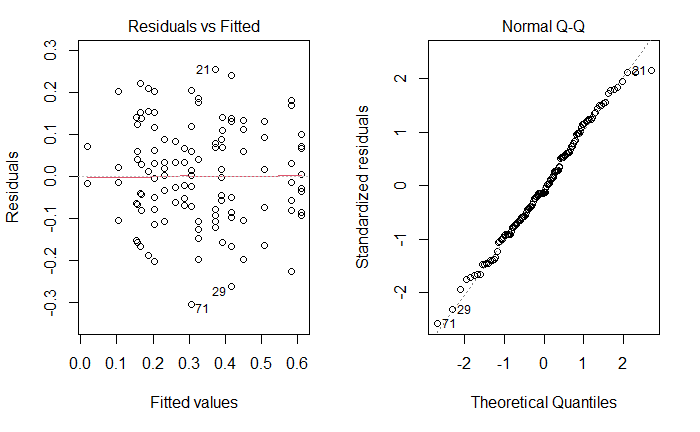 Residuals vs Fitted
Residuals
0.3
0.2
0.1
0.0
-0.1
-0.2
-0.3
21
29
71
0.0 0.1 0.2 0.3 0.4 0.5 0.6
Fitted values
Normal Q-Q
Standardized residuals
2
1
0
-1
-2
21
29
71
-2 -1 0 1 2
Theoretical Quantiles